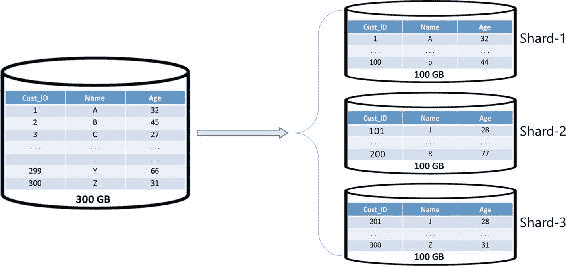 Cust_ID Name Age
1 A 32
2 B 45
3 C 27
... ... ...
...
299 Y 66
300 Z 31
300 GB
Cust_ID Name Age
1 A 32
... ... ...
100 p 44
100 GB
Shard-1
Cust_ID Name Age
101 J 28
... ... ...
200 77
100 GB
Shard-2
Cust_ID Name Age
201 J 28
... ... ...
300 Z 31
100 GB
Shard-3